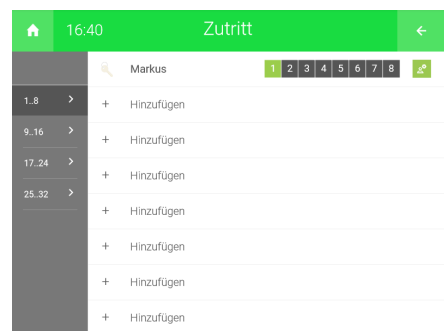 16:40 Zutritt
Markus 1 2 3 4 5 6 7 8
1..8
+ Hinzufügen
9..16
+ Hinzufügen
17..24
+ Hinzufügen
25..32
+ Hinzufügen
+ Hinzufügen
+ Hinzufügen
+ Hinzufügen